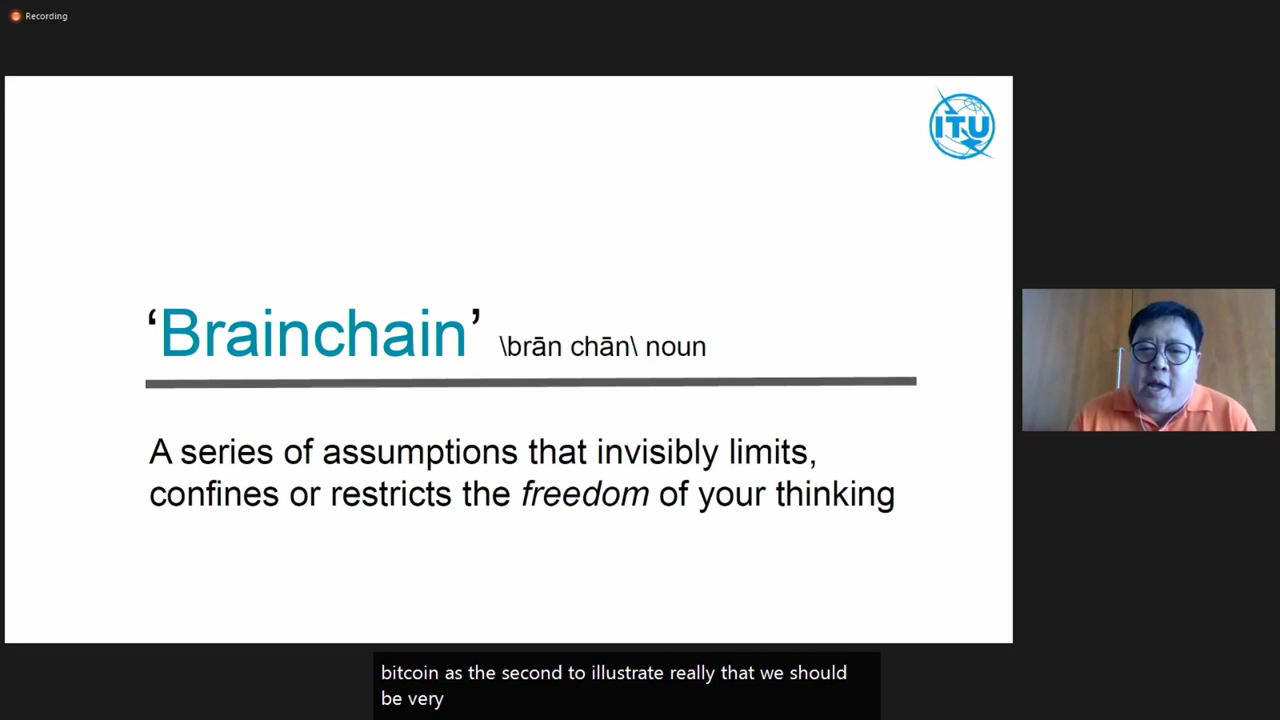 Recording
ITU
‘Brainchain’ \brān chān\ noun
A series of assumptions that invisibly limits,
confines or restricts the freedom of your thinking
bitcoin as the second to illustrate really that we should
be very